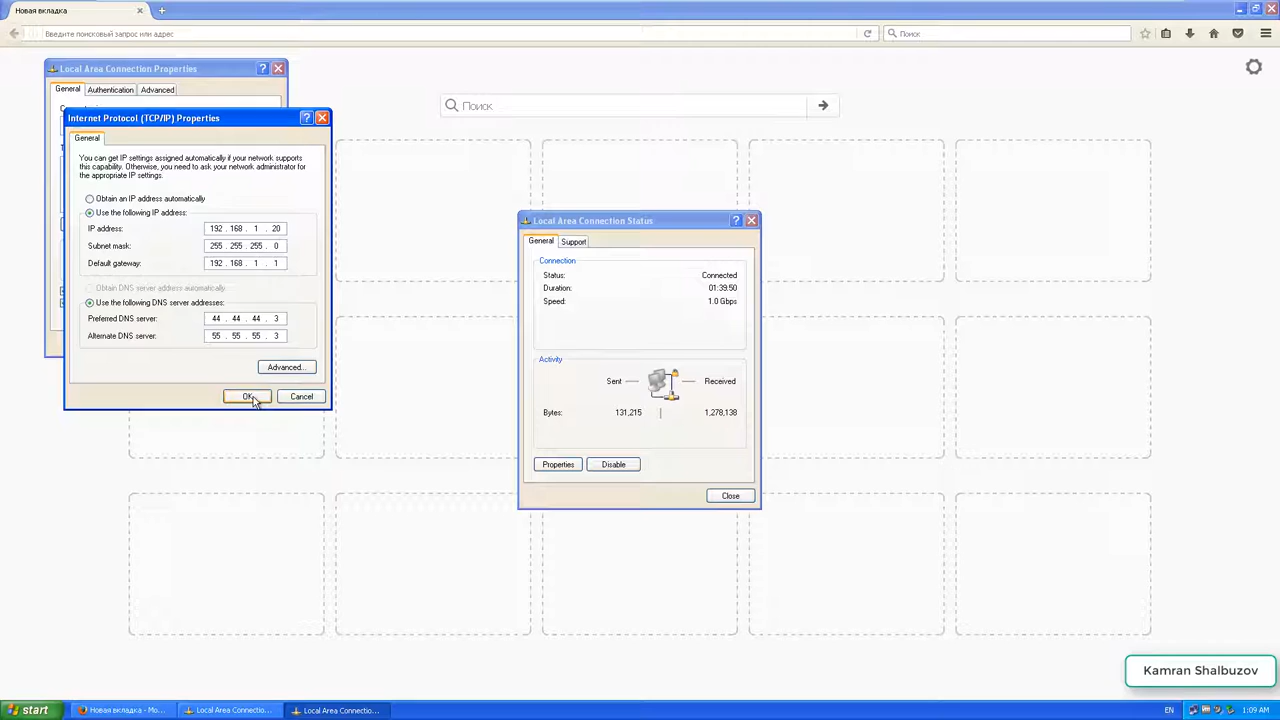 Новая вкладка
Введите поисковый запрос или адрес
Поиск
Local Area Connection Properties
General
Authentication
Advanced
Поиск
Internet Protocol (TCP/IP) Properties
General
You can get IP settings assigned automatically if your network supports
this capability. Otherwise, you need to ask your network administrator for
the appropriate IP settings.
Obtain an IP address automatically
Use the following IP address:
IP address:
192 . 168 . 1 . 20
Subnet mask:
255 . 255 . 255 . 0
Default gateway:
192 . 168 . 1 . 1
Obtain DNS server address automatically
Use the following DNS server addresses:
Preferred DNS server:
44 . 44 . 44 . 3
Alternate DNS server:
55 . 55 . 55 . 3
Advanced...
OK
Cancel
Local Area Connection Status
General
Support
Connection
Status:
Connected
Duration:
01:39:50
Speed:
1.0 Gbps
Activity
Sent
Received
Bytes:
131,215
1,278,138
Properties
Disable
Close
Kamran Shalbuzov
start
Новая вкладка - Mo...
Local Area Connectio...
Local Area Connectio...
EN
1:09 AM